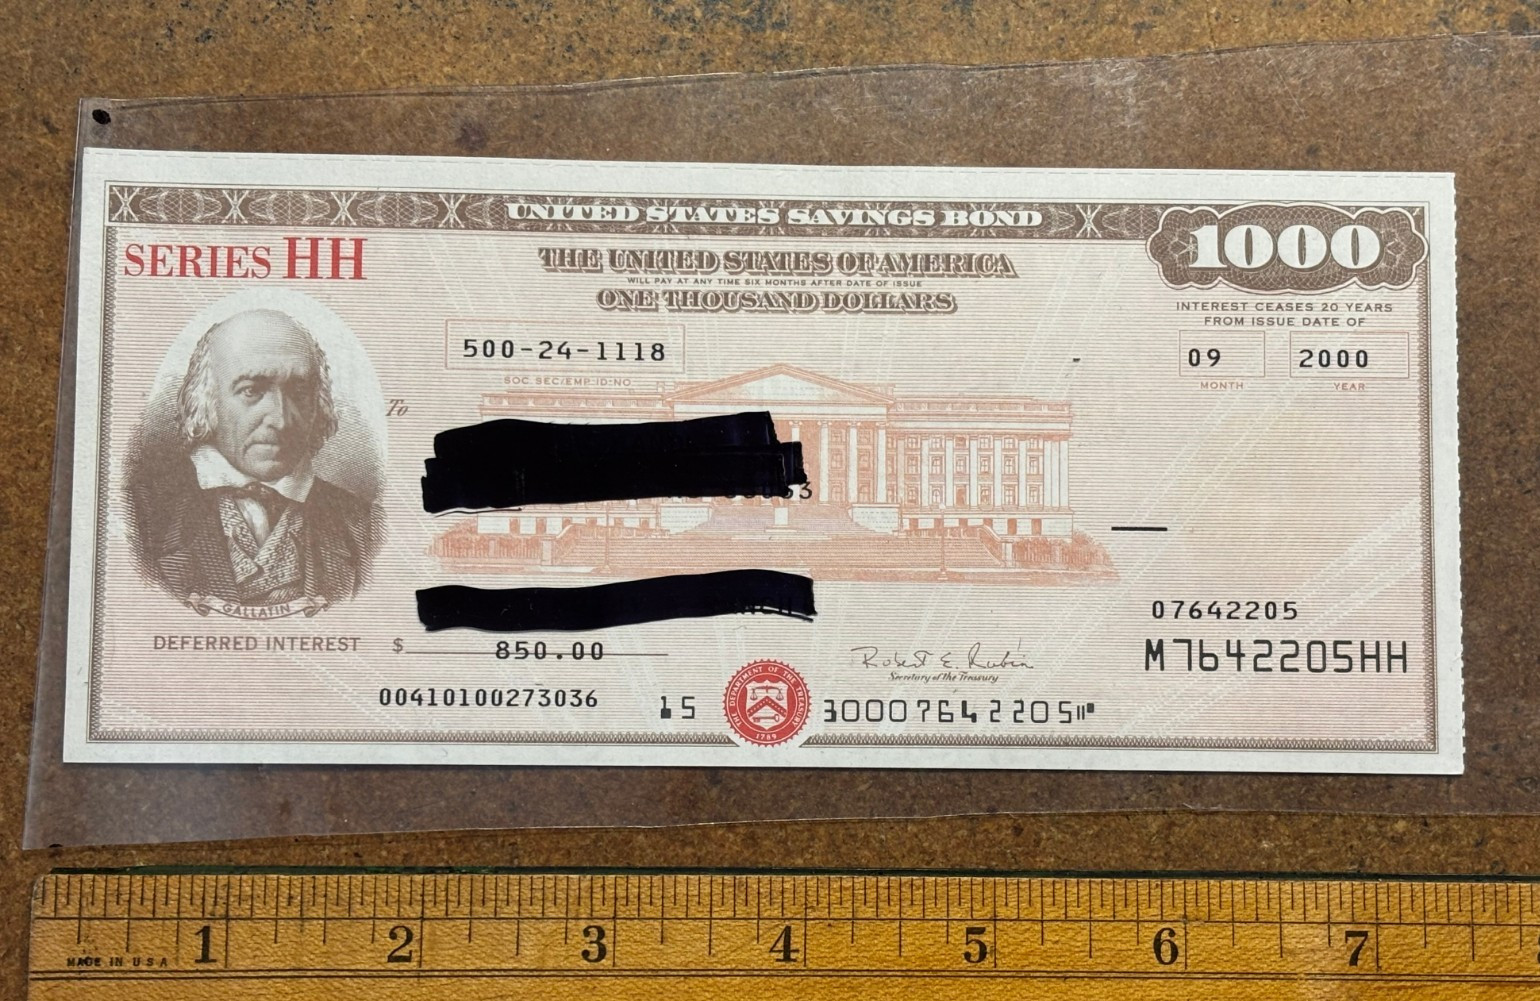 UNITED STATES SAVINGS BOND
SERIES HH
THE UNITED STATES OF AMERICA
WILL PAY AT ANY TIME SIX MONTHS AFTER DATE OF ISSUE
ONE THOUSAND DOLLARS
1000
INTEREST CEASES 20 YEARS
FROM ISSUE DATE OF
09 2000
MONTH YEAR
500-24-1118
SOC. SEC/EMP. ID. NO.
To
GALLATIN
DEFERRED INTEREST $ 850.00
00410100273036
15
THE DEPARTMENT OF THE TREASURY
1789
Robert E. Rubin
Secretary of the Treasury
300076422051"
07642205
M7642205HH
MADE IN U S A
1 2 3 4 5 6 7